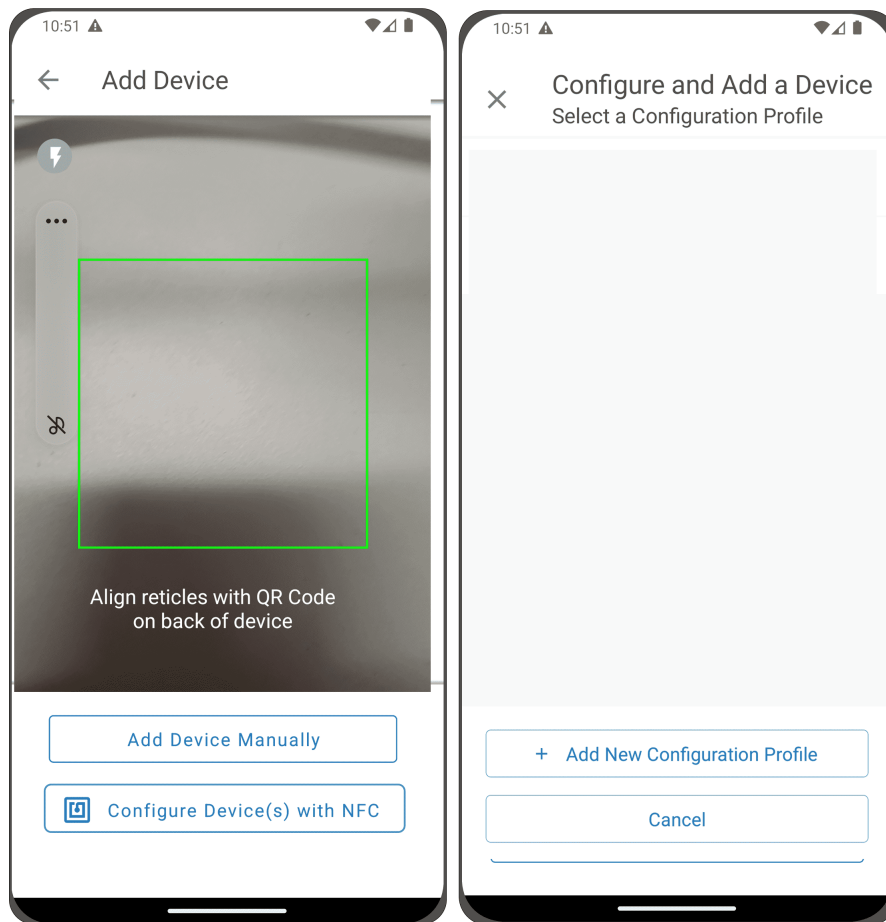 10:51
Add Device
Align reticles with QR Code
on back of device
Add Device Manually
Configure Device(s) with NFC
10:51
Configure and Add a Device
Select a Configuration Profile
+ Add New Configuration Profile
Cancel